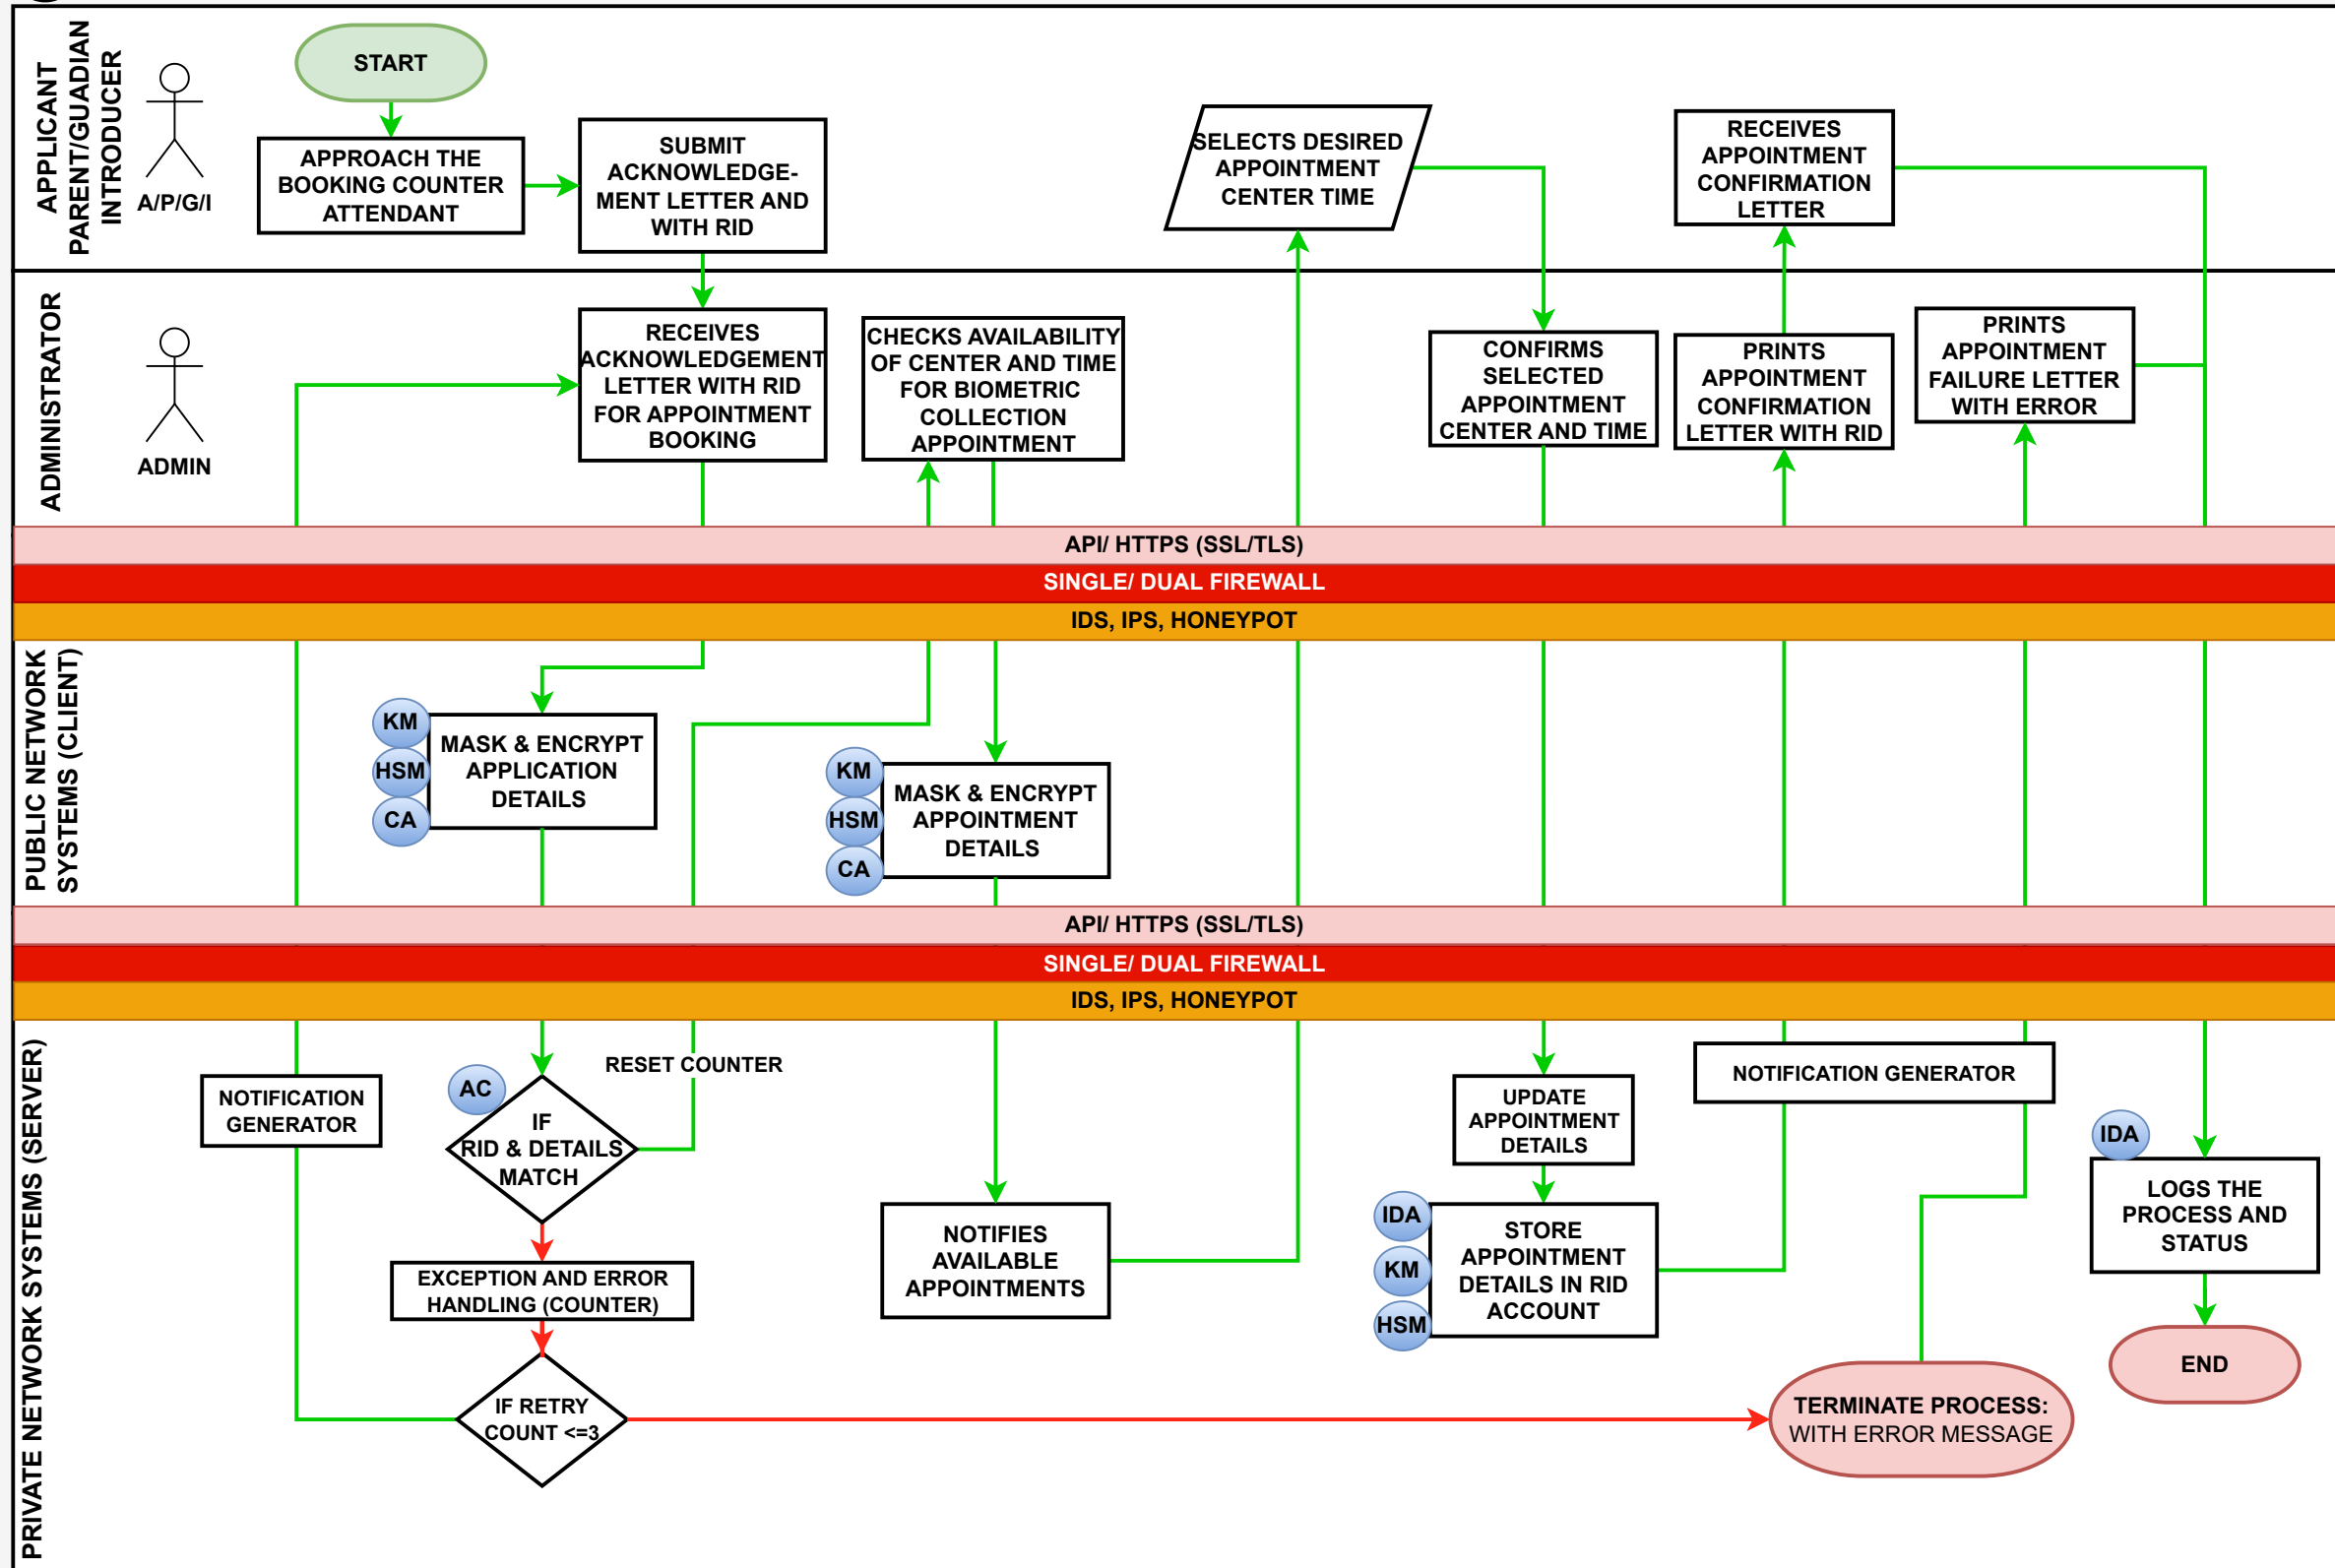 APPLICANT
PARENT/GUADIAN
INTRODUCER
A/P/G/I
START
APPROACH THE
BOOKING COUNTER
ATTENDANT
SUBMIT
ACKNOWLEDGE-
MENT LETTER AND
WITH RID
SELECTS DESIRED
APPOINTMENT
CENTER TIME
RECEIVES
APPOINTMENT
CONFIRMATION
LETTER
ADMINISTRATOR
ADMIN
RECEIVES
ACKNOWLEDGEMENT
LETTER WITH RID
FOR APPOINTMENT
BOOKING
CHECKS AVAILABILITY
OF CENTER AND TIME
FOR BIOMETRIC
COLLECTION
APPOINTMENT
CONFIRMS
SELECTED
APPOINTMENT
CENTER AND TIME
PRINTS
APPOINTMENT
CONFIRMATION
LETTER WITH RID
PRINTS
APPOINTMENT
FAILURE LETTER
WITH ERROR
API/ HTTPS (SSL/TLS)
SINGLE/ DUAL FIREWALL
IDS, IPS, HONEYPOT
PUBLIC NETWORK
SYSTEMS (CLIENT)
KM
HSM
CA
MASK & ENCRYPT
APPLICATION
DETAILS
KM
HSM
CA
MASK & ENCRYPT
APPOINTMENT
DETAILS
API/ HTTPS (SSL/TLS)
SINGLE/ DUAL FIREWALL
IDS, IPS, HONEYPOT
PRIVATE NETWORK SYSTEMS (SERVER)
NOTIFICATION
GENERATOR
AC
IF
RID & DETAILS
MATCH
RESET COUNTER
EXCEPTION AND ERROR
HANDLING (COUNTER)
IF RETRY
COUNT <=3
NOTIFIES
AVAILABLE
APPOINTMENTS
UPDATE
APPOINTMENT
DETAILS
IDA
KM
HSM
STORE
APPOINTMENT
DETAILS IN RID
ACCOUNT
NOTIFICATION GENERATOR
TERMINATE PROCESS:
WITH ERROR MESSAGE
IDA
LOGS THE
PROCESS AND
STATUS
END